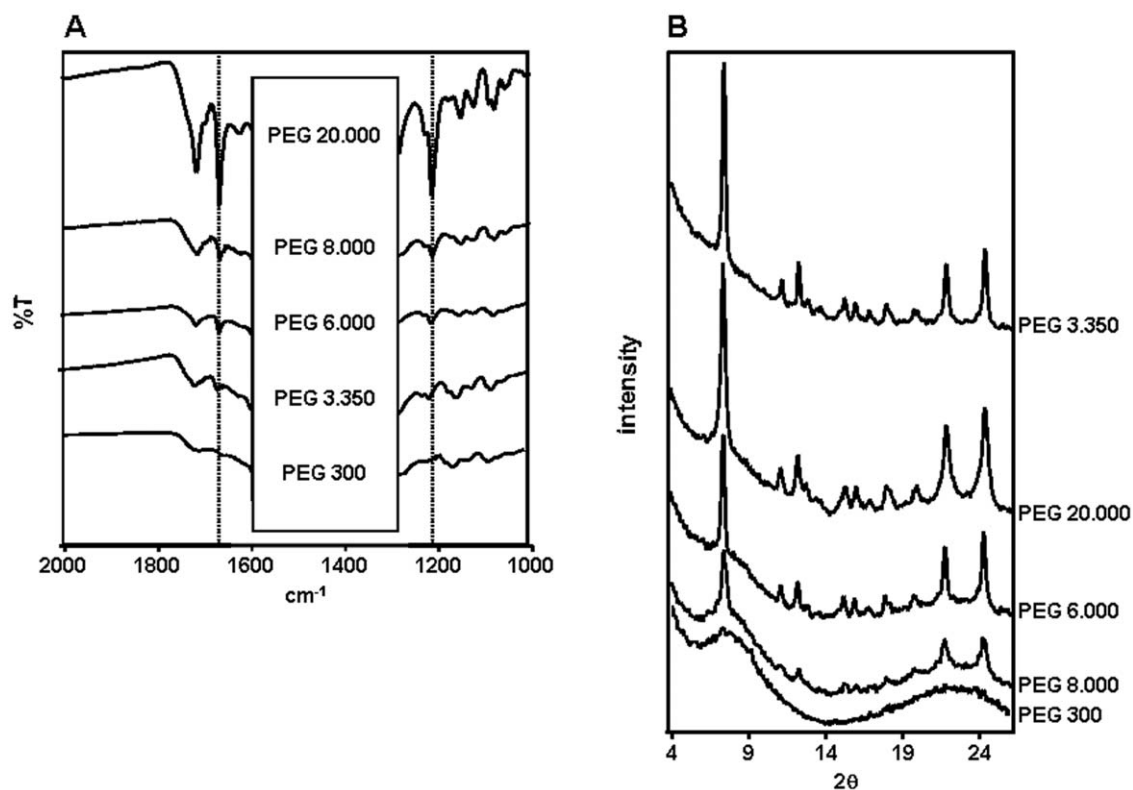 A
PEG 20.000
PEG 8.000
PEG 6.000
PEG 3.350
PEG 300
%T
2000 1800 1600 1400 1200 1000
cm-1
B
PEG 3.350
PEG 20.000
PEG 6.000
PEG 8.000
PEG 300
intensity
4 9 14 19 24
2θ